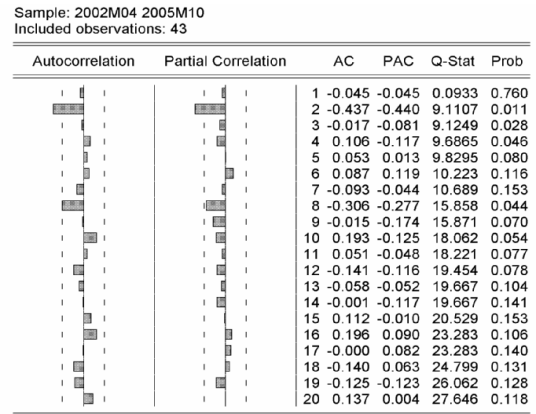 Sample: 2002M04 2005M10
Included observations: 43
Autocorrelation Partial Correlation AC PAC Q-Stat Prob
1 -0.045 -0.045 0.0933 0.760
2 -0.437 -0.440 9.1107 0.011
3 -0.017 -0.081 9.1249 0.028
4 0.106 -0.117 9.6865 0.046
5 0.053 0.013 9.8295 0.080
6 0.087 0.119 10.223 0.116
7 -0.093 -0.044 10.689 0.153
8 -0.306 -0.277 15.858 0.044
9 -0.015 -0.174 15.871 0.070
10 0.193 -0.125 18.062 0.054
11 0.051 -0.048 18.221 0.077
12 -0.141 -0.116 19.454 0.078
13 -0.058 -0.052 19.667 0.104
14 -0.001 -0.117 19.667 0.141
15 0.112 -0.010 20.529 0.153
16 0.196 0.090 23.283 0.106
17 -0.000 0.082 23.283 0.140
18 -0.140 0.063 24.799 0.131
19 -0.125 -0.123 26.062 0.128
20 0.137 0.004 27.646 0.118